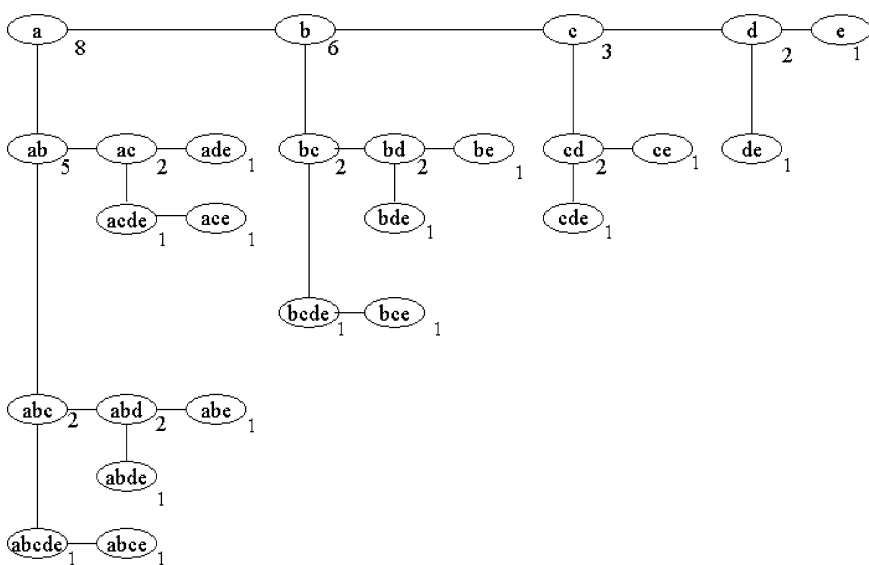 a 8 b 6 c 3 d 2 e 1
ab 5 ac 2 ade 1 bc 2 bd 2 be 1 cd 2 ce 1 de 1
acde 1 ace 1 bde 1 cde 1
bcde 1 bce 1
abc 2 abd 2 abe 1
abde 1
abcde 1 abce 1